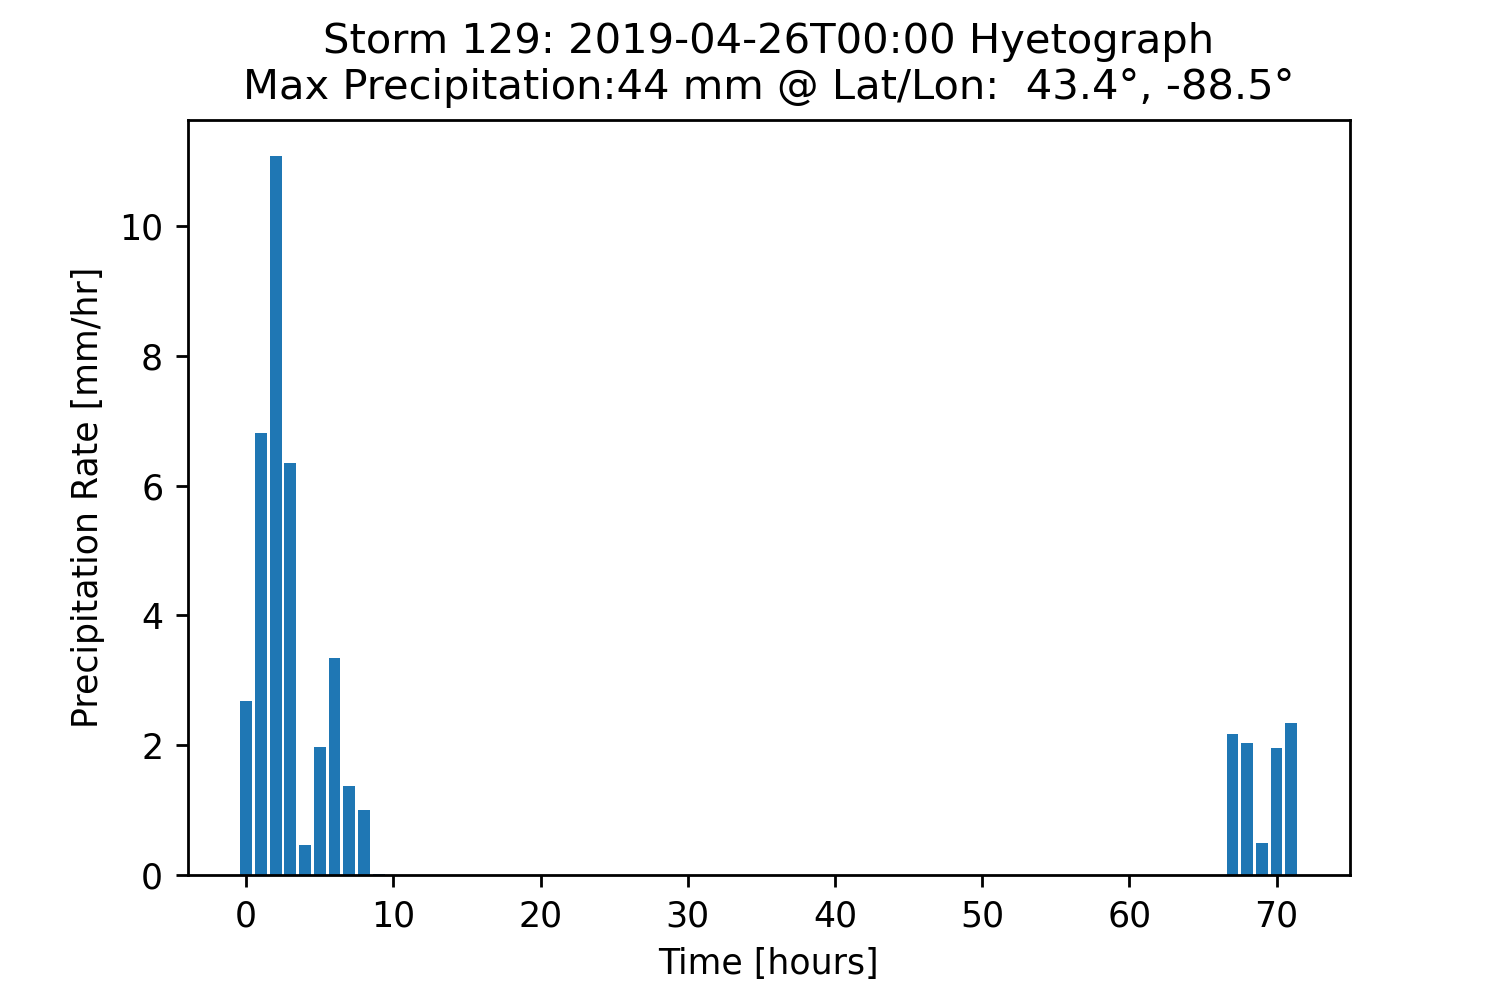 Storm 129: 2019-04-26T00:00 Hyetograph
Max Precipitation:44 mm @ Lat/Lon:  43.4°, -88.5°
Precipitation Rate [mm/hr]
10
8
6
4
2
0
0 10 20 30 40 50 60 70
Time [hours]